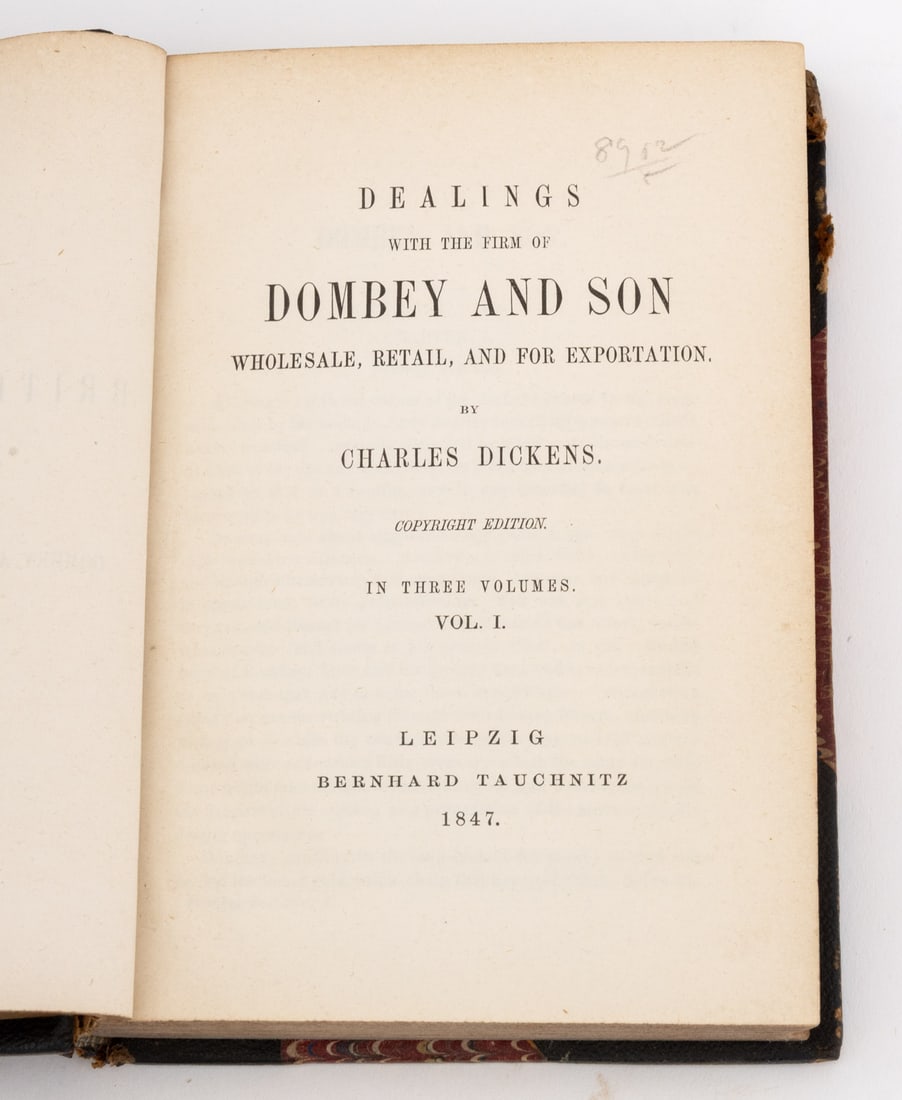 8912
DEALINGS
WITH THE FIRM OF
DOMBEY AND SON
WHOLESALE, RETAIL, AND FOR EXPORTATION.
BY
CHARLES DICKENS.
COPYRIGHT EDITION.
IN THREE VOLUMES.
VOL. I.
LEIPZIG
BERNHARD TAUCHNITZ
1847.